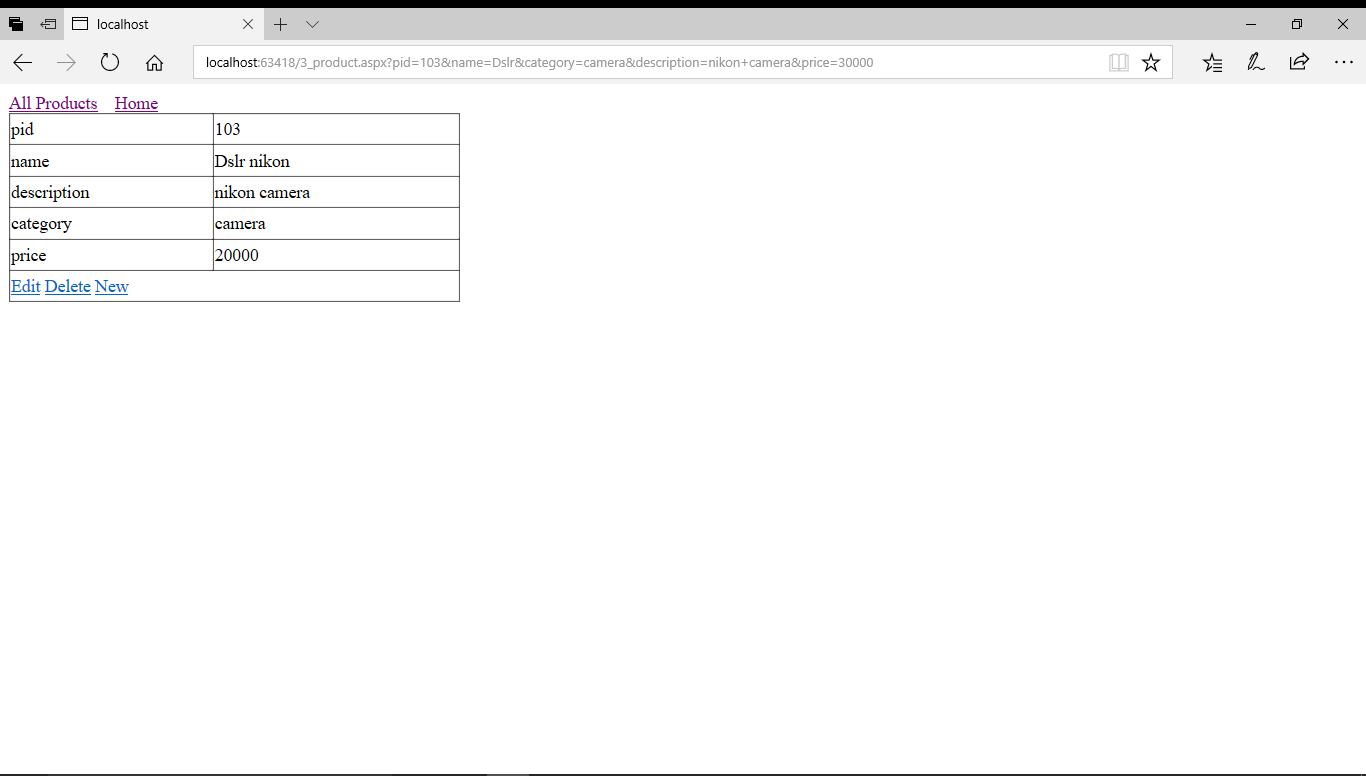 localhost
localhost:63418/3_product.aspx?pid=103&name=Dslr&category=camera&description=nikon+camera&price=30000
All Products Home
pid 103
name Dslr nikon
description nikon camera
category camera
price 20000
Edit Delete New